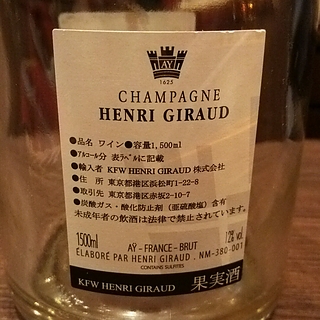 AŸ
1625
CHAMPAGNE
HENRI GIRAUD
●品名 ワイン●容量1,500ml
●アルコール分 表ラベルに記載
●輸入者 KFW HENRI GIRAUD 株式会社
●住 所 東京都港区浜松町1-22-8
●取引先 東京都港区赤坂2-10-7
●炭酸ガス・酸化防止剤(亜硫酸塩)含有
未成年者の飲酒は法律で禁止されています。
1500ml AŸ - FRANCE - BRUT 12% vol.
ÉLABORÉ PAR HENRI GIRAUD . NM-380-001
CONTAINS SULFITES
KFW HENRI GIRAUD 果実酒